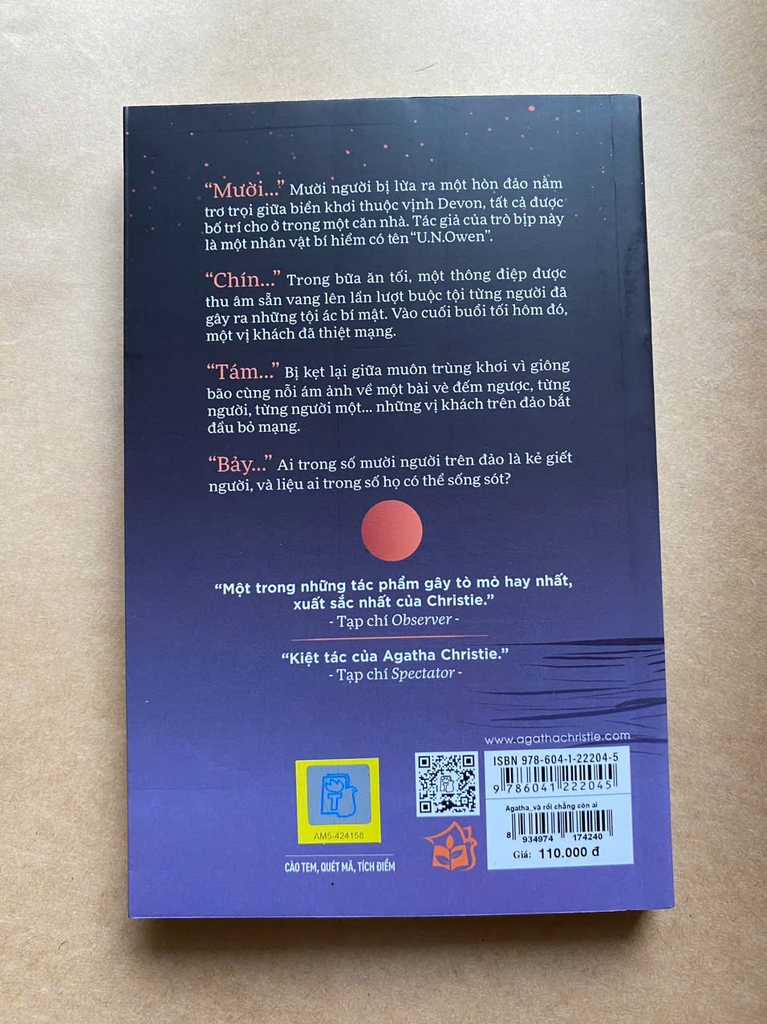 “Mười...” Mười người bị lừa ra một hòn đảo nằm
trơ trọi giữa biển khơi thuộc vịnh Devon, tất cả được
bố trí cho ở trong một căn nhà. Tác giả của trò bịp này
là một nhân vật bí hiểm có tên “U.N.Owen”.
“Chín...” Trong bữa ăn tối, một thông điệp được
thu âm sẵn vang lên lần lượt buộc tội từng người đã
gây ra những tội ác bí mật. Vào cuối buổi tối hôm đó,
một vị khách đã thiệt mạng.
“Tám...” Bị kẹt lại giữa muôn trùng khơi vì giông
bão cùng nỗi ám ảnh về một bài vè đếm ngược, từng
người, từng người một... những vị khách trên đảo bắt
đầu bỏ mạng.
“Bảy...” Ai trong số mười người trên đảo là kẻ giết
người, và liệu ai trong số họ có thể sống sót?
“Một trong những tác phẩm gây tò mò hay nhất,
xuất sắc nhất của Christie.”
- Tạp chí Observer -
“Kiệt tác của Agatha Christie.”
- Tạp chí Spectator -
www.agathachristie.com
ISBN 978-604-1-22204-5
9 786041 222045
Agatha_và rồi chẳng còn ai
8 934974 174240
Giá: 110.000 đ
T
AM5-424158
CÀO TEM, QUÉT MÃ, TÍCH ĐIỂM